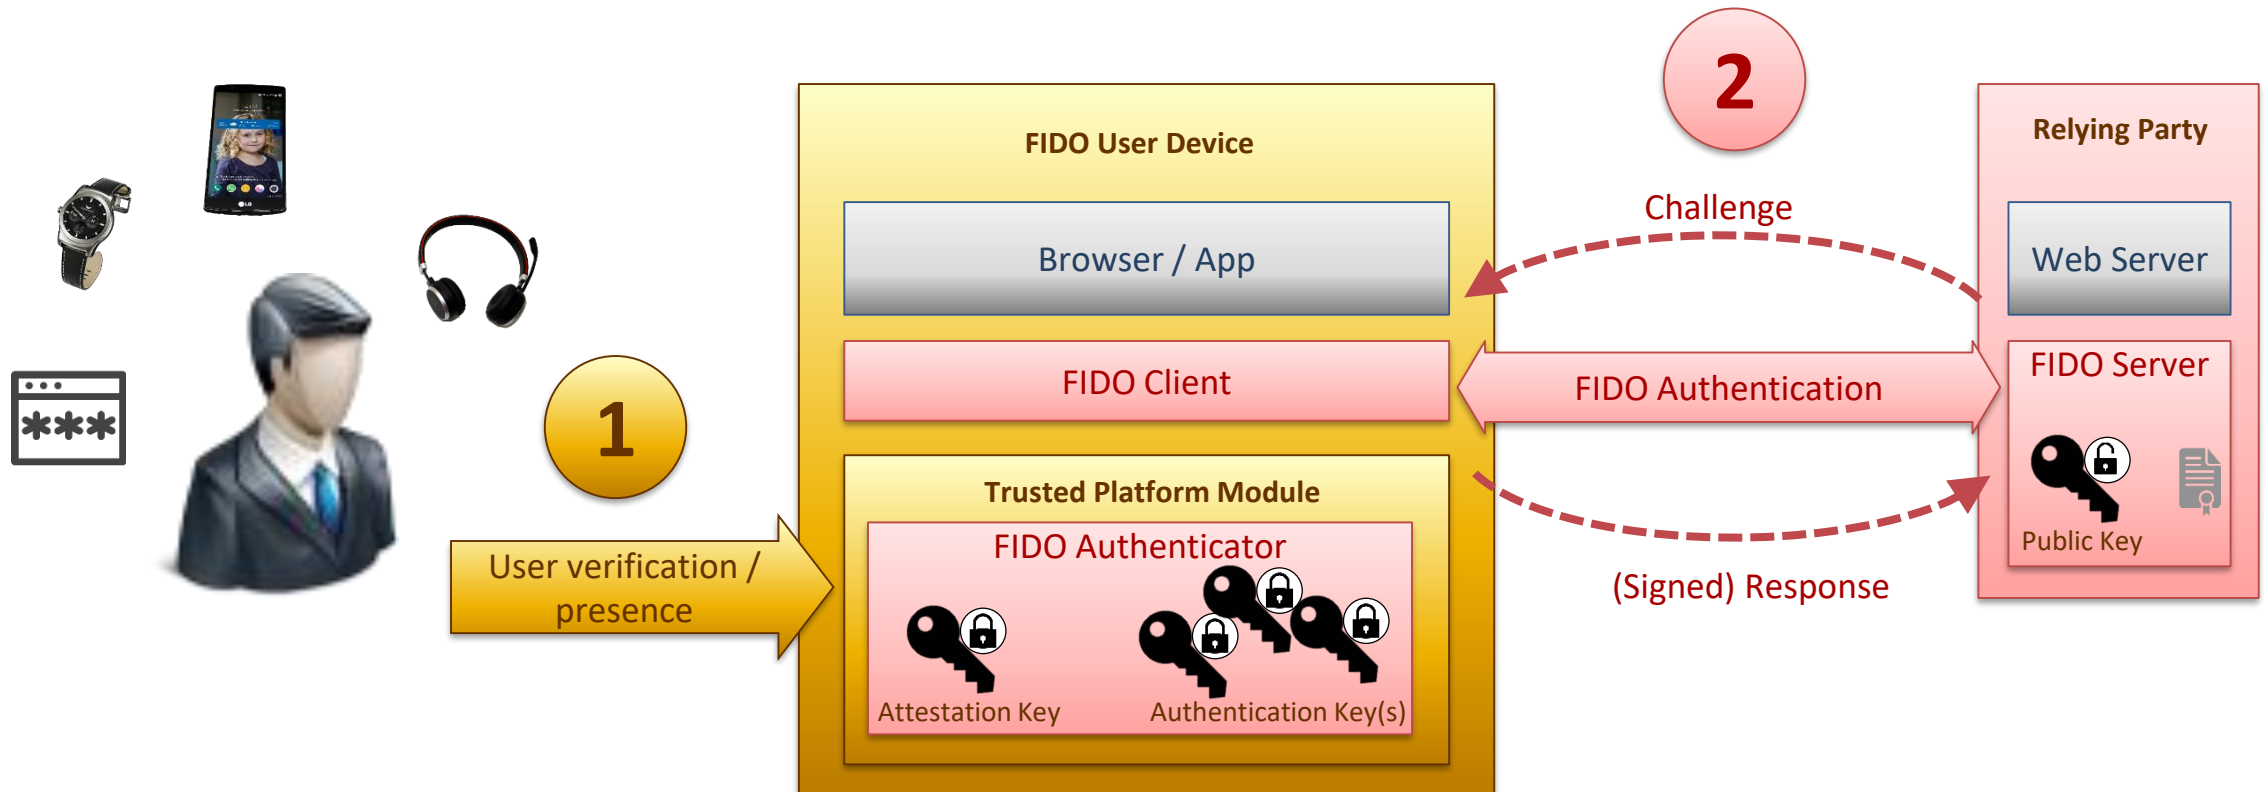 2
FIDO User Device
Relying Party
Challenge
Browser / App
Web Server
FIDO Client
FIDO Authentication
FIDO Server
***
1
Trusted Platform Module
FIDO Authenticator
Public Key
User verification /
presence
(Signed) Response
Attestation Key
Authentication Key(s)
LG